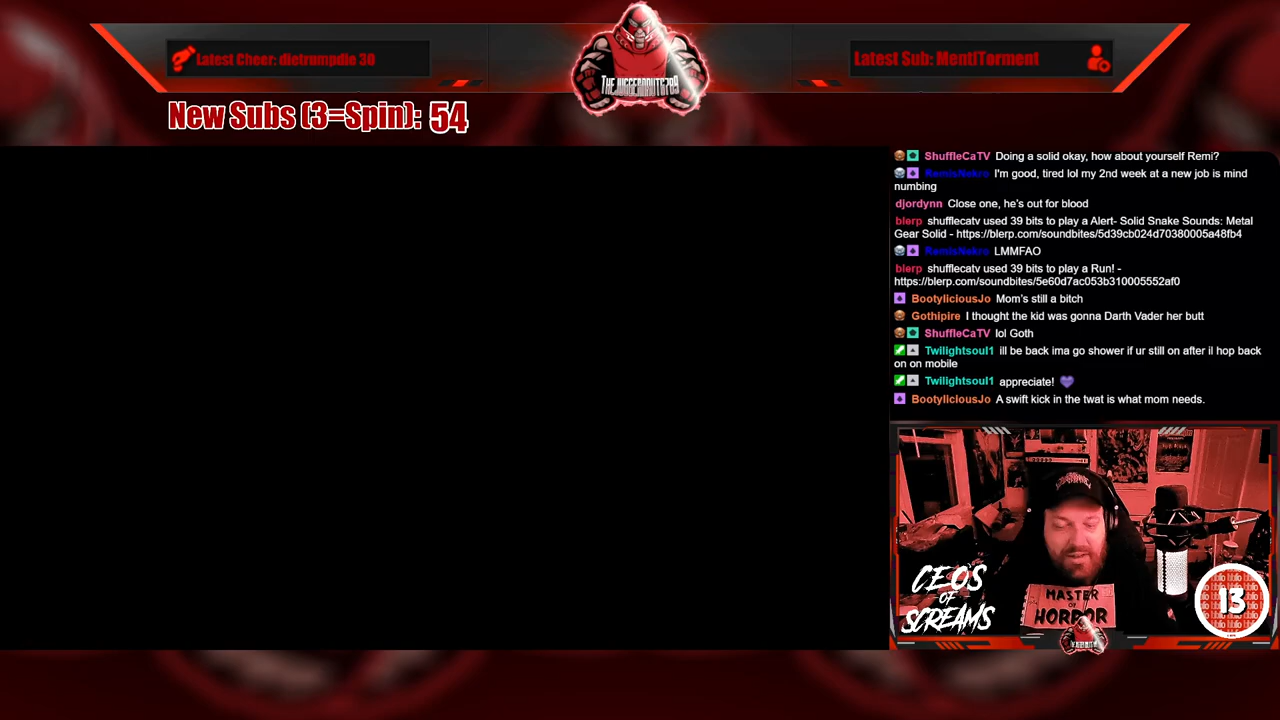 Latest Cheer: dietrumpdie 30
THEJUGGERNAUT6789
Latest Sub: Ment1Torment
New Subs (3=Spin): 54
ShuffleCaTV Doing a solid okay, how about yourself Remi?
RemisNekro I'm good, tired lol my 2nd week at a new job is mind
numbing
djordynn Close one, he's out for blood
blerp shufflecatv used 39 bits to play a Alert- Solid Snake Sounds: Metal
Gear Solid - https://blerp.com/soundbites/5d39cb024d70380005a48fb4
RemisNekro LMMFAO
blerp shufflecatv used 39 bits to play a Run! -
https://blerp.com/soundbites/5e60d7ac053b310005552af0
BootyliciousJo Mom's still a bitch
Gothipire I thought the kid was gonna Darth Vader her butt
ShuffleCaTV lol Goth
Twilightsoul1 ill be back ima go shower if ur still on after il hop back
on on mobile
Twilightsoul1 appreciate!
BootyliciousJo A swift kick in the twat is what mom needs.
CEO'S
OF
SCREAMS
MASTER
OF
HORROR
13